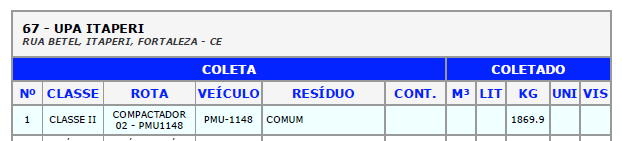 67 - UPA ITAPERI
RUA BETEL, ITAPERI, FORTALEZA - CE
COLETA COLETADO
Nº CLASSE ROTA VEÍCULO RESÍDUO CONT. M³ LIT KG UNI VIS
1 CLASSE II COMPACTADOR 02 - PMU1148 PMU-1148 COMUM 1869.9